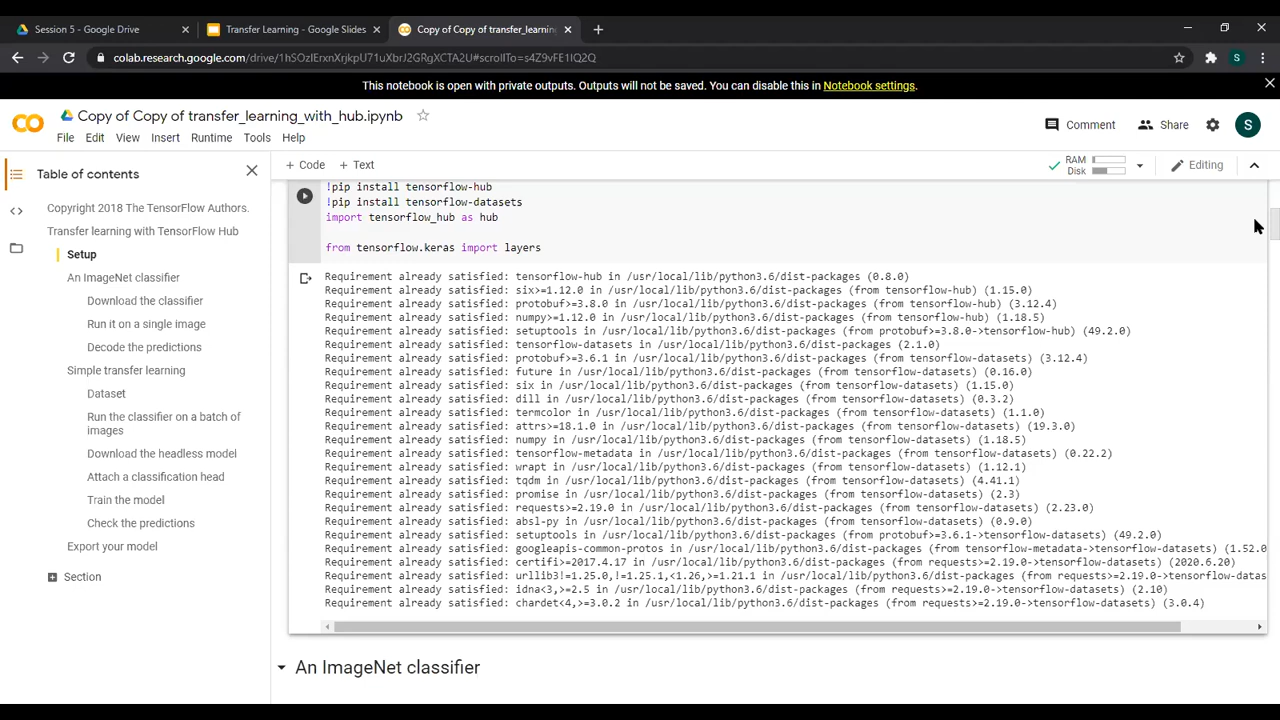 Session 5 - Google Drive
Transfer Learning - Google Slides
Copy of Copy of transfer_learning
colab.research.google.com/drive/1hSOzIErxnXrjkpU71uXbrJ2GRgXCTA2U#scrollTo=s4Z9vFE1IQ2Q
S
This notebook is open with private outputs. Outputs will not be saved. You can disable this in Notebook settings.
CO
Copy of Copy of transfer_learning_with_hub.ipynb
File Edit View Insert Runtime Tools Help
Comment
Share
S
Table of contents
+ Code + Text
RAM
Disk
Editing
Copyright 2018 The TensorFlow Authors.
Transfer learning with TensorFlow Hub
Setup
An ImageNet classifier
Download the classifier
Run it on a single image
Decode the predictions
Simple transfer learning
Dataset
Run the classifier on a batch of
images
Download the headless model
Attach a classification head
Train the model
Check the predictions
Export your model
Section
!pip install tensorflow-hub
!pip install tensorflow-datasets
import tensorflow_hub as hub
from tensorflow.keras import layers
Requirement already satisfied: tensorflow-hub in /usr/local/lib/python3.6/dist-packages (0.8.0)
Requirement already satisfied: six>=1.12.0 in /usr/local/lib/python3.6/dist-packages (from tensorflow-hub) (1.15.0)
Requirement already satisfied: protobuf>=3.8.0 in /usr/local/lib/python3.6/dist-packages (from tensorflow-hub) (3.12.4)
Requirement already satisfied: numpy>=1.12.0 in /usr/local/lib/python3.6/dist-packages (from tensorflow-hub) (1.18.5)
Requirement already satisfied: setuptools in /usr/local/lib/python3.6/dist-packages (from protobuf>=3.8.0->tensorflow-hub) (49.2.0)
Requirement already satisfied: tensorflow-datasets in /usr/local/lib/python3.6/dist-packages (2.1.0)
Requirement already satisfied: protobuf>=3.6.1 in /usr/local/lib/python3.6/dist-packages (from tensorflow-datasets) (3.12.4)
Requirement already satisfied: future in /usr/local/lib/python3.6/dist-packages (from tensorflow-datasets) (0.16.0)
Requirement already satisfied: six in /usr/local/lib/python3.6/dist-packages (from tensorflow-datasets) (1.15.0)
Requirement already satisfied: dill in /usr/local/lib/python3.6/dist-packages (from tensorflow-datasets) (0.3.2)
Requirement already satisfied: termcolor in /usr/local/lib/python3.6/dist-packages (from tensorflow-datasets) (1.1.0)
Requirement already satisfied: attrs>=18.1.0 in /usr/local/lib/python3.6/dist-packages (from tensorflow-datasets) (19.3.0)
Requirement already satisfied: numpy in /usr/local/lib/python3.6/dist-packages (from tensorflow-datasets) (1.18.5)
Requirement already satisfied: tensorflow-metadata in /usr/local/lib/python3.6/dist-packages (from tensorflow-datasets) (0.22.2)
Requirement already satisfied: wrapt in /usr/local/lib/python3.6/dist-packages (from tensorflow-datasets) (1.12.1)
Requirement already satisfied: tqdm in /usr/local/lib/python3.6/dist-packages (from tensorflow-datasets) (4.41.1)
Requirement already satisfied: promise in /usr/local/lib/python3.6/dist-packages (from tensorflow-datasets) (2.3)
Requirement already satisfied: requests>=2.19.0 in /usr/local/lib/python3.6/dist-packages (from tensorflow-datasets) (2.23.0)
Requirement already satisfied: absl-py in /usr/local/lib/python3.6/dist-packages (from tensorflow-datasets) (0.9.0)
Requirement already satisfied: setuptools in /usr/local/lib/python3.6/dist-packages (from protobuf>=3.6.1->tensorflow-datasets) (49.2.0)
Requirement already satisfied: googleapis-common-protos in /usr/local/lib/python3.6/dist-packages (from tensorflow-metadata->tensorflow-datasets) (1.52.0
Requirement already satisfied: certifi>=2017.4.17 in /usr/local/lib/python3.6/dist-packages (from requests>=2.19.0->tensorflow-datasets) (2020.6.20)
Requirement already satisfied: urllib3!=1.25.0,!=1.25.1,<1.26,>=1.21.1 in /usr/local/lib/python3.6/dist-packages (from requests>=2.19.0->tensorflow-datas
Requirement already satisfied: idna<3,>=2.5 in /usr/local/lib/python3.6/dist-packages (from requests>=2.19.0->tensorflow-datasets) (2.10)
Requirement already satisfied: chardet<4,>=3.0.2 in /usr/local/lib/python3.6/dist-packages (from requests>=2.19.0->tensorflow-datasets) (3.0.4)
An ImageNet classifier